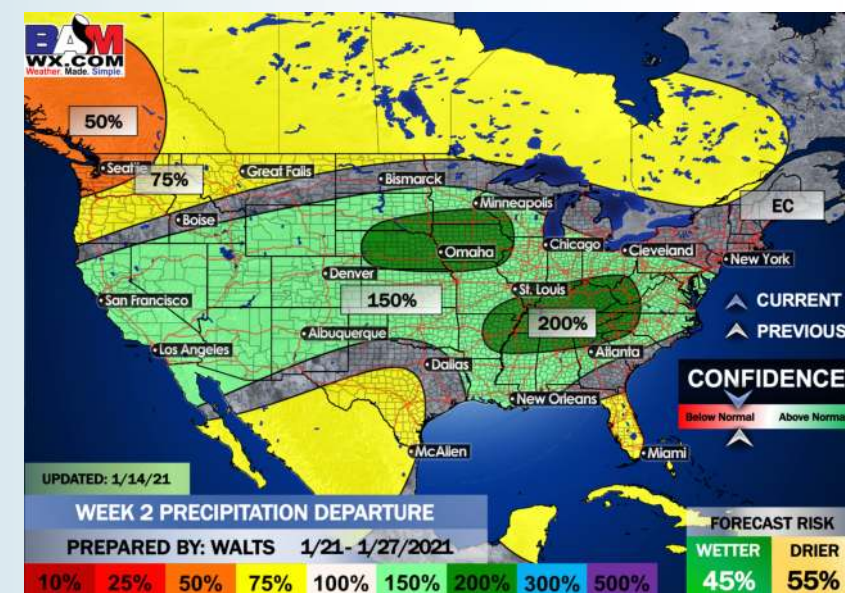 BAM
WX.COM
Weather. Made. Simple.
50%
Seattle
75%
Great Falls
Bismarck
Boise
Minneapolis
EC
Omaha
Chicago
Cleveland
New York
Denver
San Francisco
150%
St. Louis
200%
CURRENT
PREVIOUS
Los Angeles
Albuquerque
Atlanta
Dallas
CONFIDENCE
New Orleans
Below Normal Above Norma
McAllen
Miami
UPDATED: 1/14/21
WEEK 2 PRECIPITATION DEPARTURE
PREPARED BY: WALTS 1/21- 1/27/2021
FORECAST RISK
WETTER DRIER
45% 55%
10% 25% 50% 75% 100% 150% 200% 300% 500%